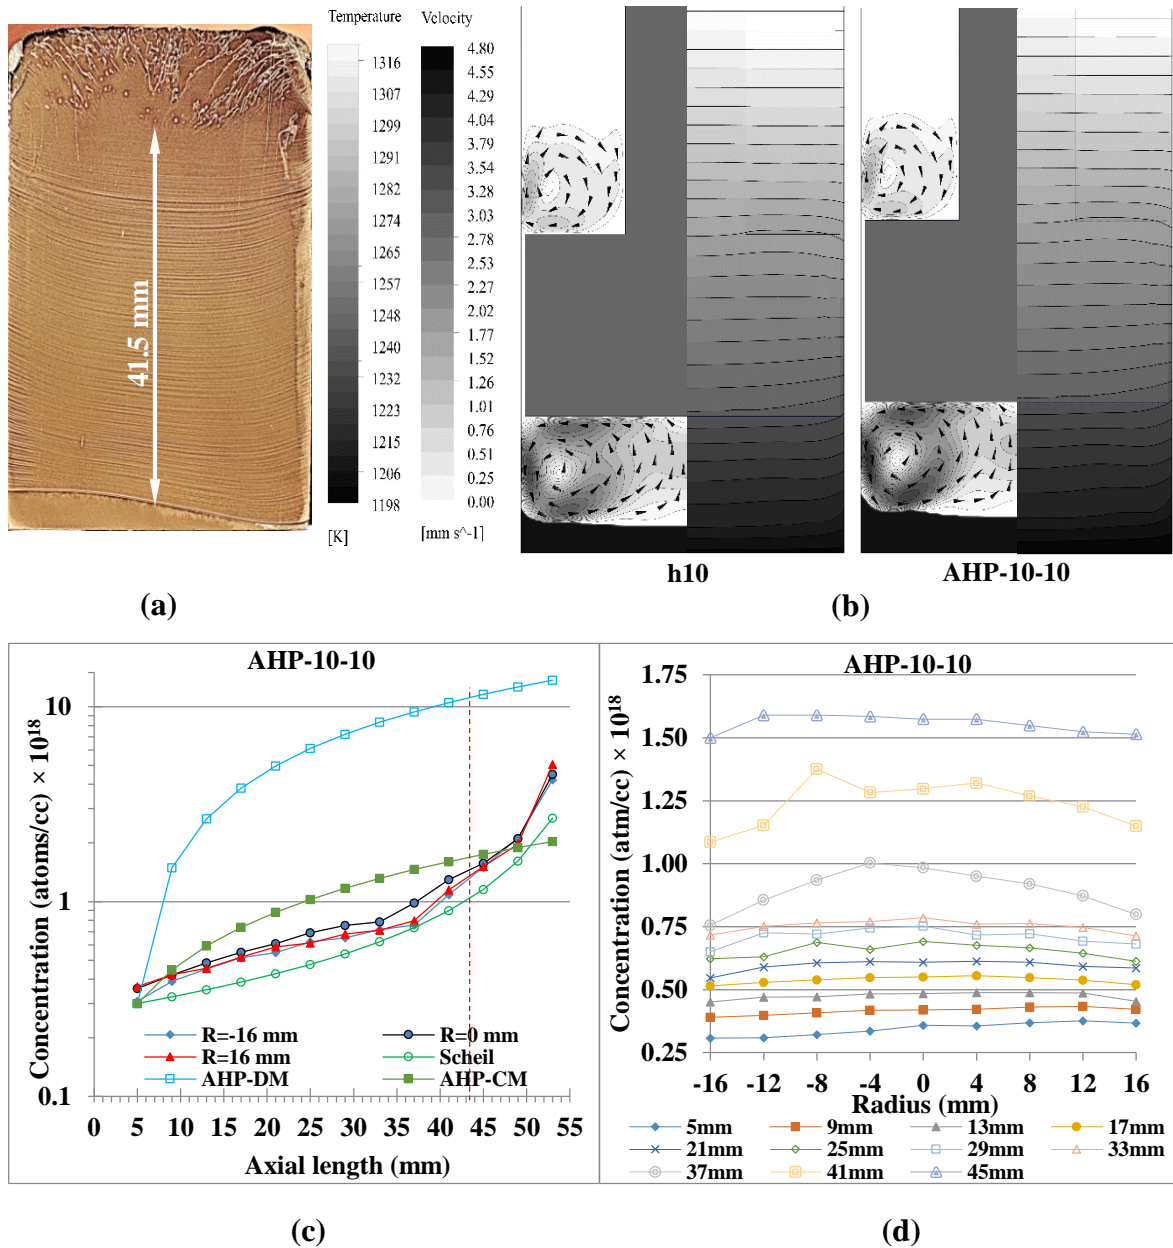 41.5 mm
Temperature
1316
1307
1299
1291
1282
1274
1265
1257
1248
1240
1232
1223
1215
1206
1198
[K]
Velocity
4.80
4.55
4.29
4.04
3.79
3.54
3.28
3.03
2.78
2.53
2.27
2.02
1.77
1.52
1.26
1.01
0.76
0.51
0.25
0.00
[mm s^-1]
h10
AHP-10-10
(a)
(b)
AHP-10-10
Concentration (atoms/cc) × 10¹⁸
10
1
0.1
R=-16 mm
R=0 mm
R=16 mm
Scheil
AHP-DM
AHP-CM
0 5 10 15 20 25 30 35 40 45 50 55
Axial length (mm)
(c)
AHP-10-10
Concentration (atm/cc) × 10¹⁸
1.75
1.50
1.25
1.00
0.75
0.50
0.25
-16 -12 -8 -4 0 4 8 12 16
Radius (mm)
5mm 9mm 13mm 17mm
21mm 25mm 29mm 33mm
37mm 41mm 45mm
(d)